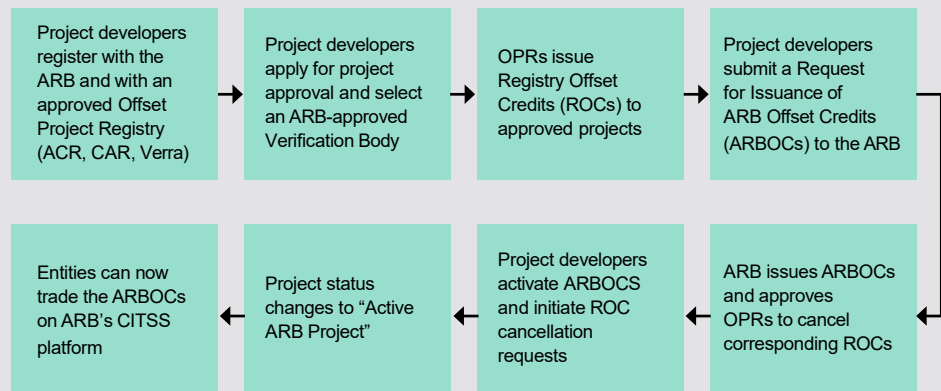 Project developers
register with the
ARB and with an
approved Offset
Project Registry
(ACR, CAR, Verra)
Project developers
apply for project
approval and select
an ARB-approved
Verification Body
OPRs issue
Registry Offset
Credits (ROCs) to
approved projects
Project developers
submit a Request
for Issuance of
ARB Offset Credits
(ARBOCs) to the ARB
ARB issues ARBOCs
and approves
OPRs to cancel
corresponding ROCs
Project developers
activate ARBOCS
and initiate ROC
cancellation
requests
Project status
changes to “Active
ARB Project”
Entities can now
trade the ARBOCs
on ARB’s CITSS
platform